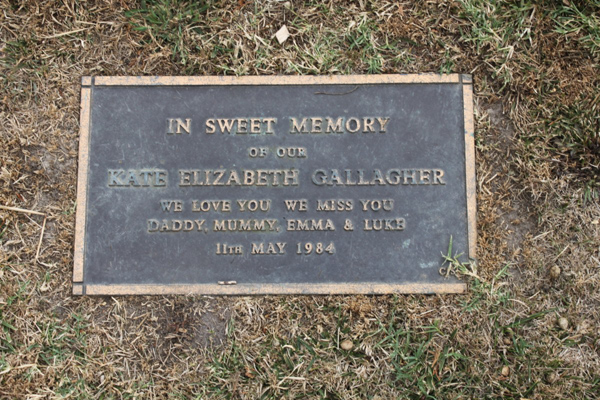 IN SWEET MEMORY
OF OUR
KATE ELIZABETH GALLAGHER
WE LOVE YOU WE MISS YOU
DADDY, MUMMY, EMMA & LUKE
11TH MAY 1984